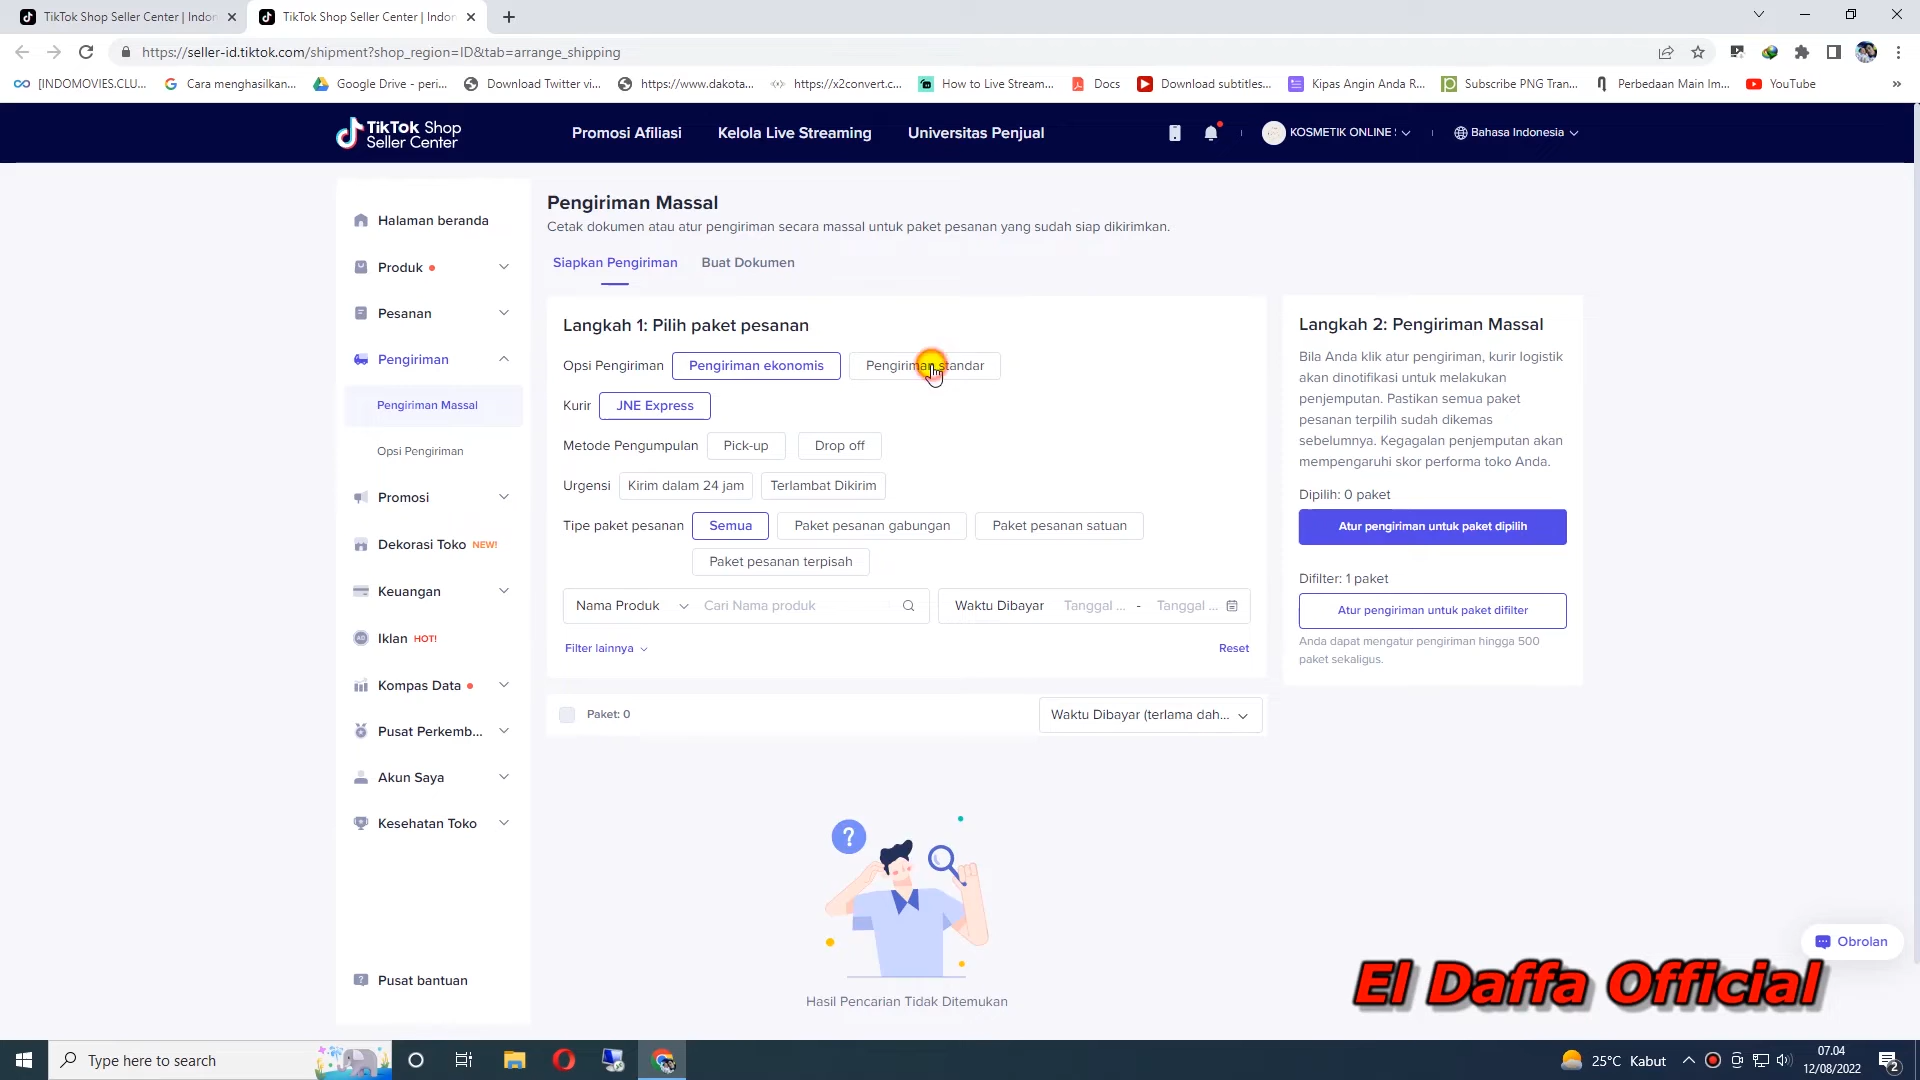 TikTok Shop Seller Center | Indon
TikTok Shop Seller Center | Indon
https://seller-id.tiktok.com/shipment?shop_region=ID&tab=arrange_shipping
[INDOMOVIES.CLU...
Cara menghasilkan...
Google Drive - peri...
Download Twitter vi...
https://www.dakota...
https://x2convert.c...
How to Live Stream...
Docs
Download subtitles...
Kipas Angin Anda R...
Subscribe PNG Tran...
Perbedaan Main Im...
YouTube
TikTok Shop
Seller Center
Promosi Afiliasi
Kelola Live Streaming
Universitas Penjual
KOSMETIK ONLINE
Bahasa Indonesia
Halaman beranda
Produk
Pesanan
Pengiriman
Pengiriman Massal
Opsi Pengiriman
Promosi
Dekorasi Toko NEW!
Keuangan
Iklan HOT!
Kompas Data
Pusat Perkemb...
Akun Saya
Kesehatan Toko
Pusat bantuan
Pengiriman Massal
Cetak dokumen atau atur pengiriman secara massal untuk paket pesanan yang sudah siap dikirimkan.
Siapkan Pengiriman
Buat Dokumen
Langkah 1: Pilih paket pesanan
Opsi Pengiriman Pengiriman ekonomis Pengiriman standar
Kurir JNE Express
Metode Pengumpulan Pick-up Drop off
Urgensi Kirim dalam 24 jam Terlambat Dikirim
Tipe paket pesanan Semua Paket pesanan gabungan Paket pesanan satuan
Paket pesanan terpisah
Nama Produk Cari Nama produk Waktu Dibayar Tanggal ... - Tanggal ...
Filter lainnya Reset
Paket: 0 Waktu Dibayar (terlama dah...
?
Hasil Pencarian Tidak Ditemukan
Langkah 2: Pengiriman Massal
Bila Anda klik atur pengiriman, kurir logistik
akan dinotifikasi untuk melakukan
penjemputan. Pastikan semua paket
pesanan terpilih sudah dikemas
sebelumnya. Kegagalan penjemputan akan
mempengaruhi skor performa toko Anda.
Dipilih: 0 paket
Atur pengiriman untuk paket dipilih
Difilter: 1 paket
Atur pengiriman untuk paket difilter
Anda dapat mengatur pengiriman hingga 500
paket sekaligus.
Obrolan
El Daffa Official
Type here to search
25°C Kabut
07.04
12/08/2022
2